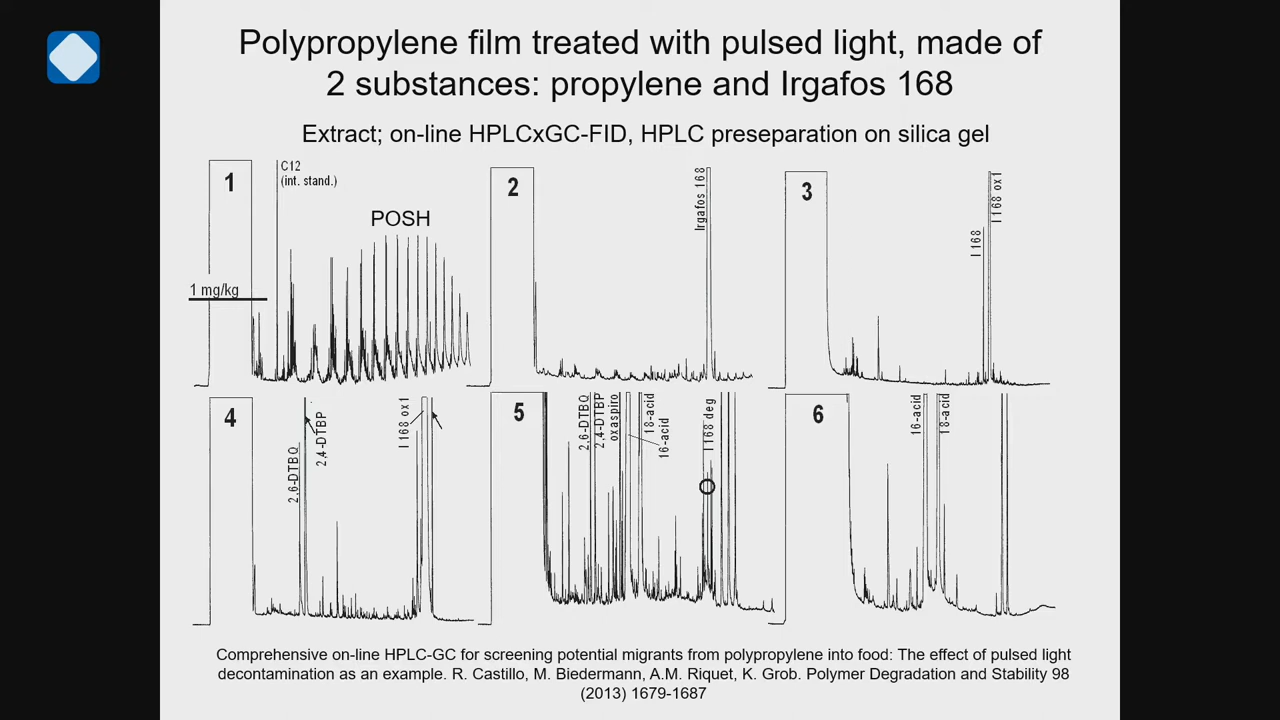 Polypropylene film treated with pulsed light, made of
2 substances: propylene and Irgafos 168
Extract; on-line HPLCxGC-FID, HPLC preseparation on silica gel
1
C12
(int. stand.)
POSH
1 mg/kg
2
Irgafos 168
3
I 168
I 168 ox1
4
2,6-DTBQ
2,4-DTBP
I 168 ox1
5
2,6-DTBQ
2,4-DTBP
oxaspiro
16-acid
18-acid
I 168 deg
6
16-acid
18-acid
Comprehensive on-line HPLC-GC for screening potential migrants from polypropylene into food: The effect of pulsed light
decontamination as an example. R. Castillo, M. Biedermann, A.M. Riquet, K. Grob. Polymer Degradation and Stability 98
(2013) 1679-1687